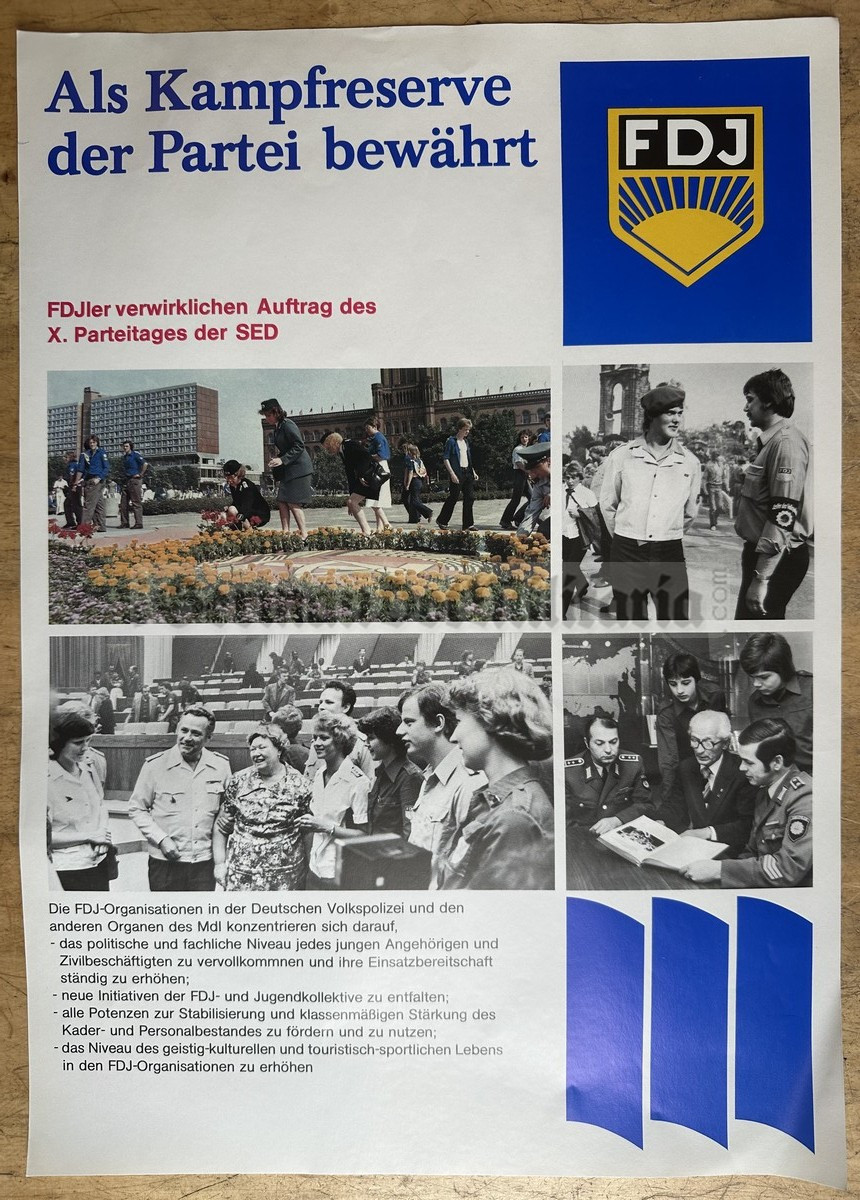 Als Kampfreserve
der Partei bewährt
FDJ
FDJler verwirklichen Auftrag des
X. Parteitages der SED
FDJ
Die FDJ-Organisationen in der Deutschen Volkspolizei und den
anderen Organen des MdI konzentrieren sich darauf,
- das politische und fachliche Niveau jedes jungen Angehörigen und
Zivilbeschäftigten zu vervollkommnen und ihre Einsatzbereitschaft
ständig zu erhöhen;
- neue Initiativen der FDJ- und Jugendkollektive zu entfalten;
- alle Potenzen zur Stabilisierung und klassenmäßigen Stärkung des
Kader- und Personalbestandes zu fördern und zu nutzen;
- das Niveau des geistig-kulturellen und touristisch-sportlichen Lebens
in den FDJ-Organisationen zu erhöhen